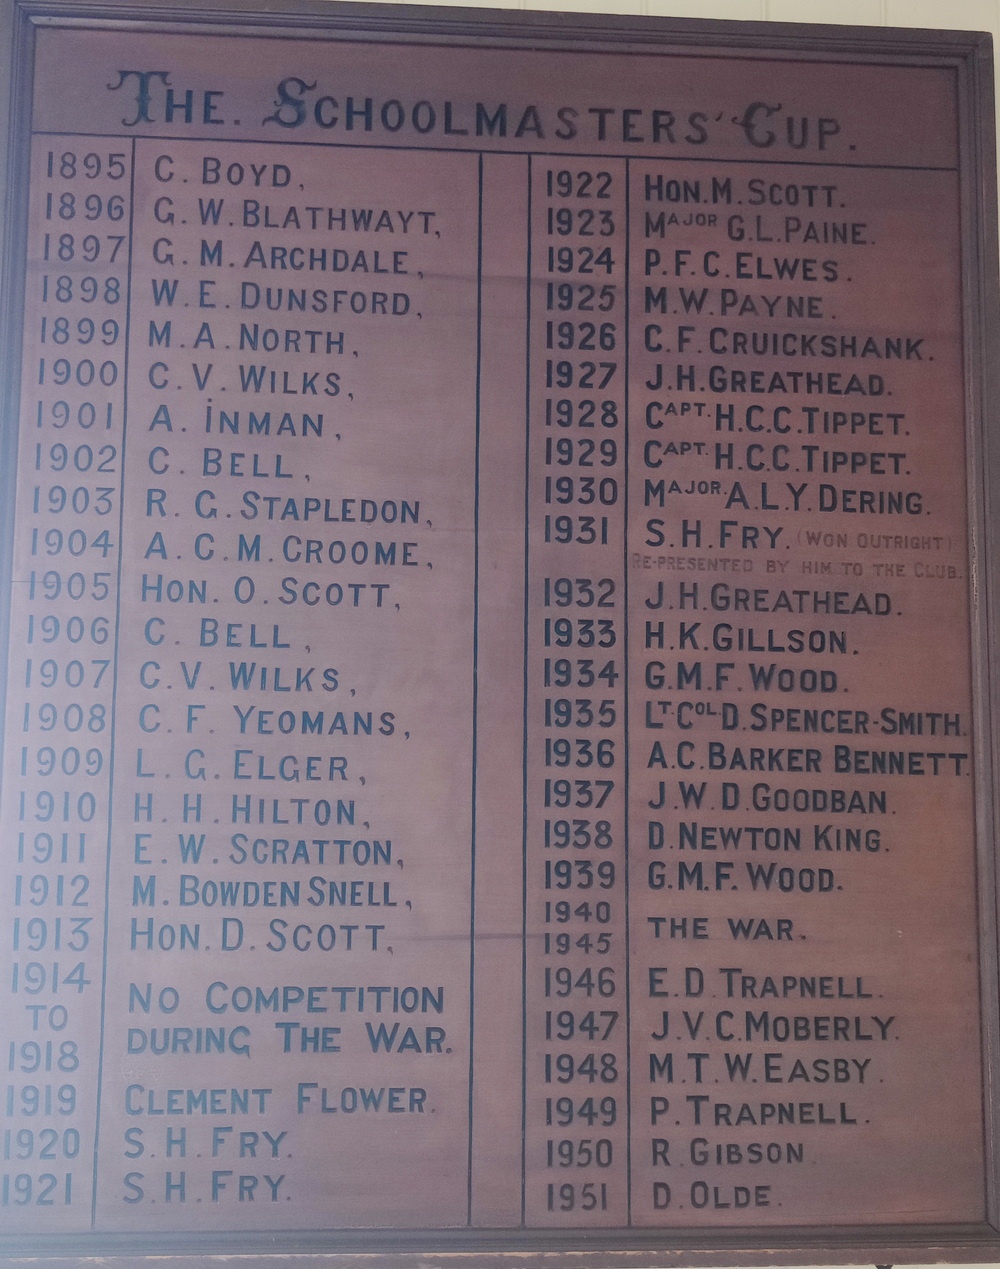 THE. SCHOOLMASTERS' CUP.
1895 C. BOYD,
1896 G. W. BLATHWAYT,
1897 G. M. ARCHDALE,
1898 W. E. DUNSFORD,
1899 M. A. NORTH,
1900 C. V. WILKS,
1901 A. INMAN,
1902 C. BELL,
1903 R. G. STAPLEDON,
1904 A. C. M. CROOME,
1905 HON. O. SCOTT,
1906 C. BELL,
1907 C. V. WILKS,
1908 C. F. YEOMANS,
1909 L. G. ELGER,
1910 H. H. HILTON,
1911 E. W. SCRATTON,
1912 M. BOWDEN SNELL,
1913 HON. D. SCOTT,
1914 TO 1918 NO COMPETITION
DURING THE WAR.
1919 CLEMENT FLOWER.
1920 S. H. FRY.
1921 S. H. FRY.
1922 HON. M. SCOTT.
1923 MAJOR G. L. PAINE.
1924 P. F. C. ELWES.
1925 M. W. PAYNE.
1926 C. F. CRUICKSHANK.
1927 J. H. GREATHEAD.
1928 CAPT. H. C. C. TIPPET.
1929 CAPT. H. C. C. TIPPET.
1930 MAJOR. A. L. Y. DERING.
1931 S. H. FRY. (WON OUTRIGHT)
RE-PRESENTED BY HIM TO THE CLUB.
1932 J. H. GREATHEAD.
1933 H. K. GILLSON.
1934 G. M. F. WOOD.
1935 LT. COL D. SPENCER-SMITH.
1936 A. C. BARKER BENNETT.
1937 J. W. D. GOODBAN.
1938 D. NEWTON KING.
1939 G. M. F. WOOD.
1940 1945 THE WAR.
1946 E. D. TRAPNELL.
1947 J. V. C. MOBERLY.
1948 M. T. W. EASBY.
1949 P. TRAPNELL.
1950 R. GIBSON
1951 D. OLDE.